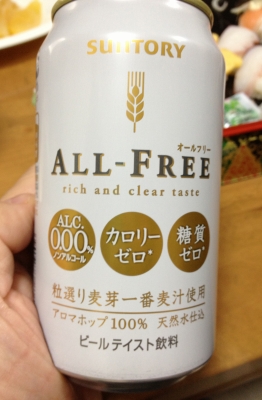 SUNTORY
オールフリー
ALL-FREE
rich and clear taste
ALC.
0.00%
ノンアルコール
カロリー
ゼロ*
糖質
ゼロ*
粒選り麦芽一番麦汁使用
アロマホップ100% 天然水仕込
ビールテイスト飲料